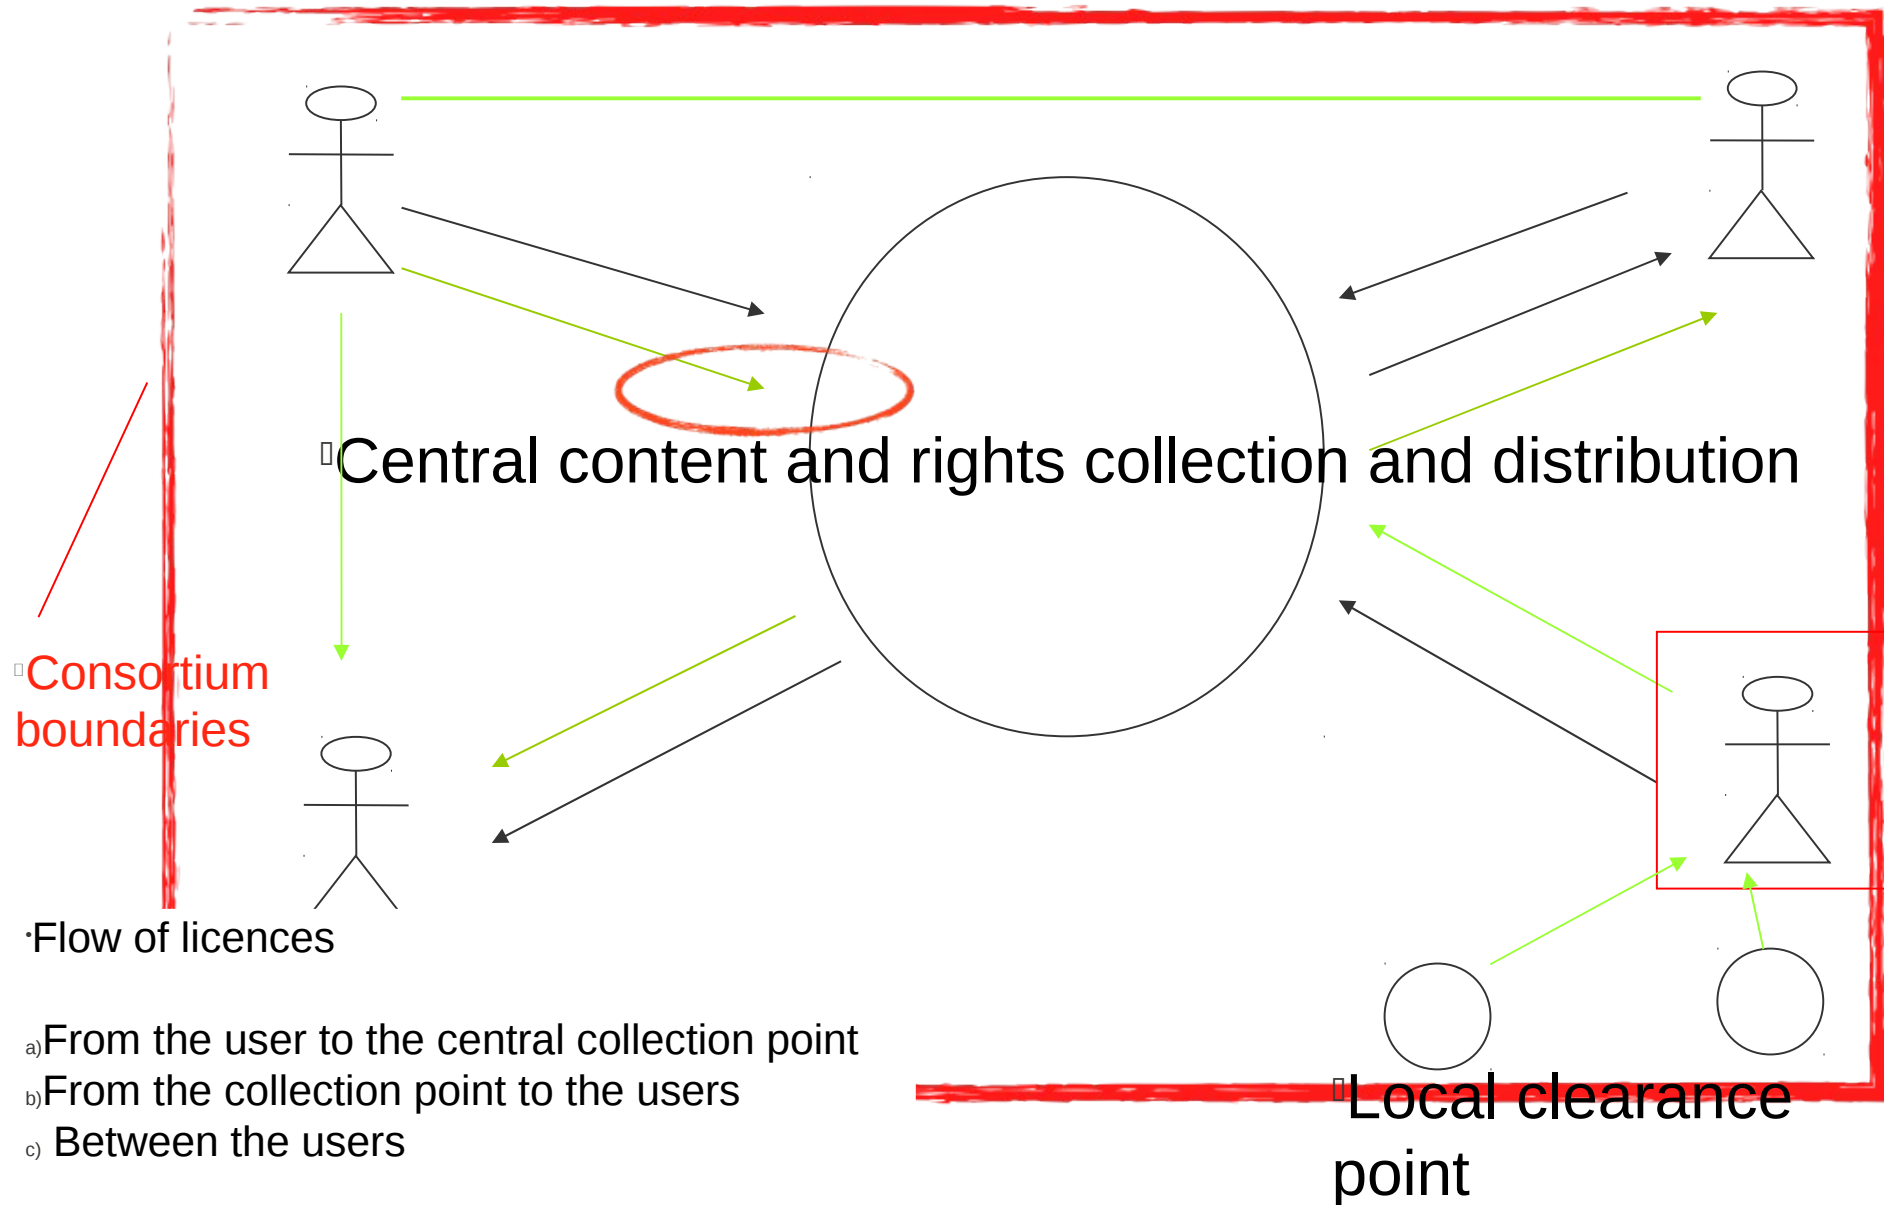 Central content and rights collection and distribution
Consortium
boundaries
•Flow of licences
a)From the user to the central collection point
b)From the collection point to the users
c) Between the users
Local clearance
point